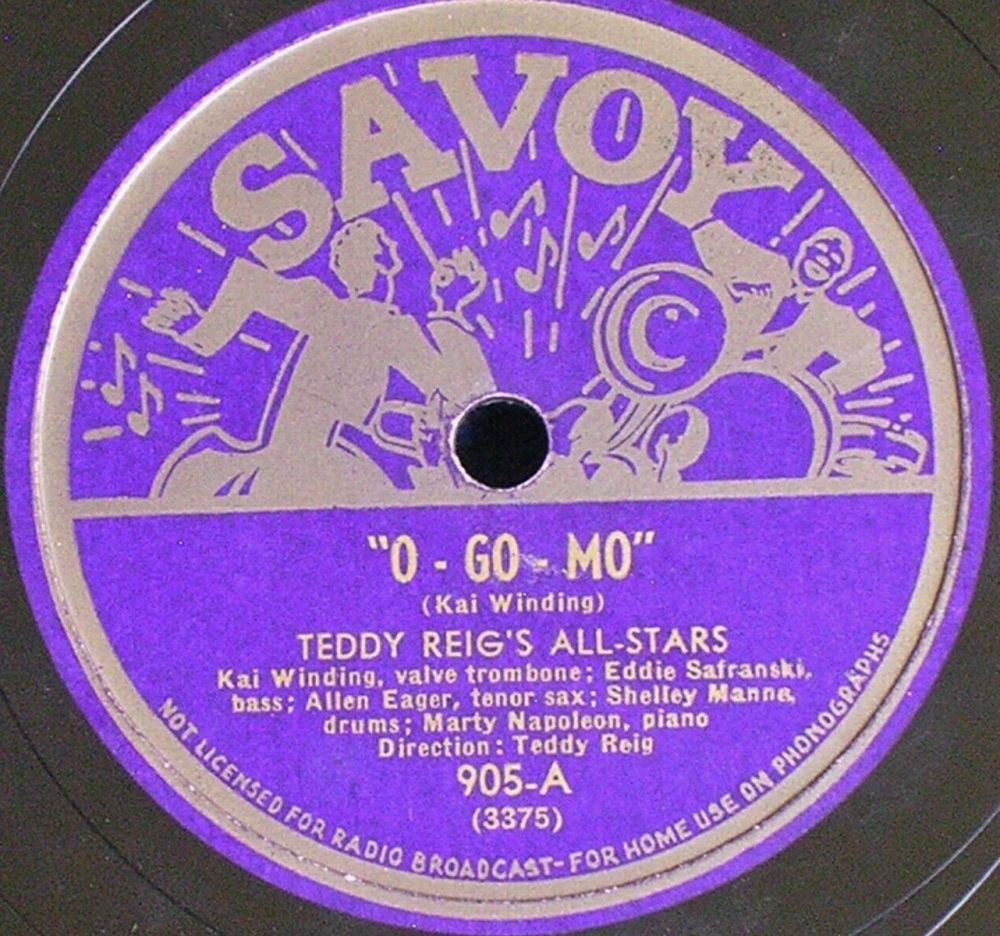 SAVOY
C
"O - GO - MO"
(Kai Winding)
TEDDY REIG'S ALL-STARS
Kai Winding, valve trombone; Eddie Safranski,
bass; Allen Eager, tenor sax; Shelley Manne,
drums; Marty Napoleon, piano
Direction: Teddy Reig
905-A
(3375)
NOT LICENSED FOR RADIO BROADCAST-FOR HOME USE ON PHONOGRAPHS